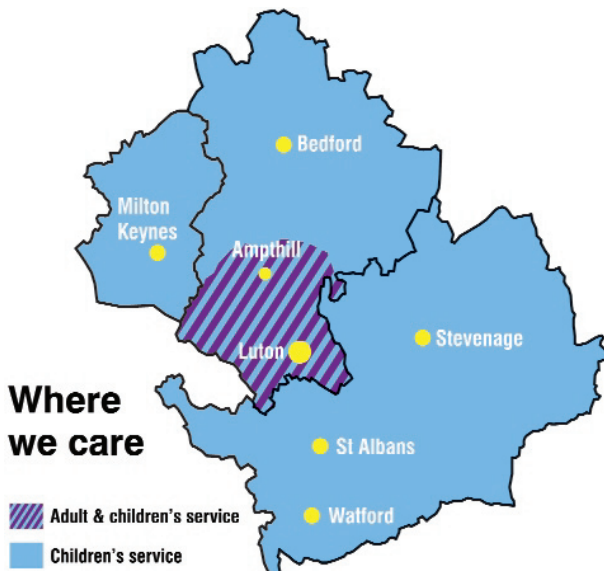 Bedford
Milton
Keynes
Ampthill
Luton
Stevenage
Where
we care
St Albans
Adult & children's service
Watford
Children's service